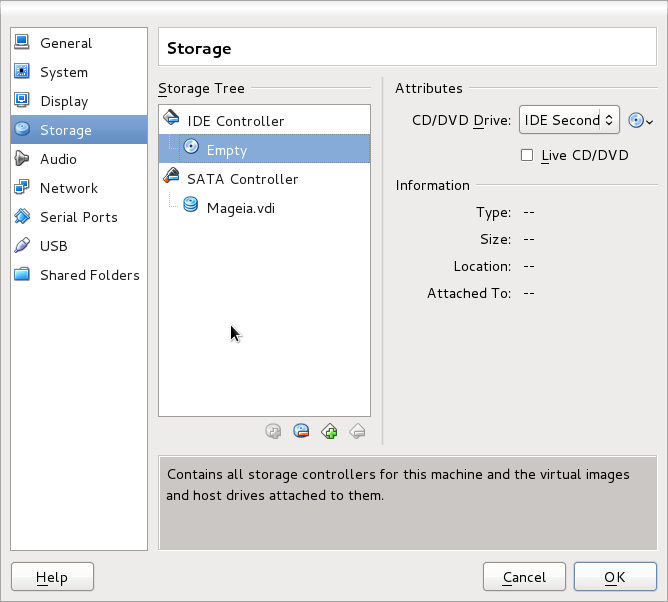 General
System
Display
Storage
Audio
Network
Serial Ports
USB
Shared Folders
Storage
Storage Tree
IDE Controller
Empty
SATA Controller
Mageia.vdi
Attributes
CD/DVD Drive: IDE Second
Live CD/DVD
Information
Type: --
Size: --
Location: --
Attached To: --
Contains all storage controllers for this machine and the virtual images
and host drives attached to them.
Help
Cancel
OK